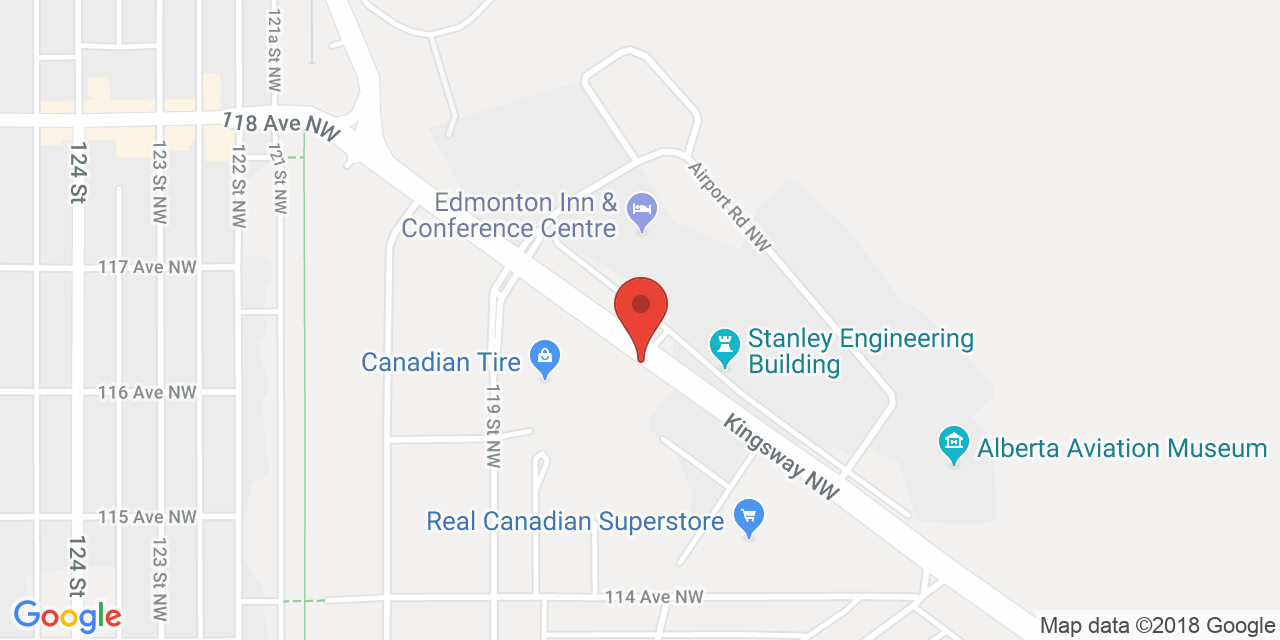 121a St NW
118 Ave NW
124 St
123 St NW
122 St NW
121 St NW
Airport Rd NW
Edmonton Inn &
Conference Centre
117 Ave NW
Stanley Engineering
Building
Canadian Tire
116 Ave NW
119 St NW
Kingsway NW
Alberta Aviation Museum
115 Ave NW
Real Canadian Superstore
124 St
123 St NW
114 Ave NW
Google
Map data ©2018 Google